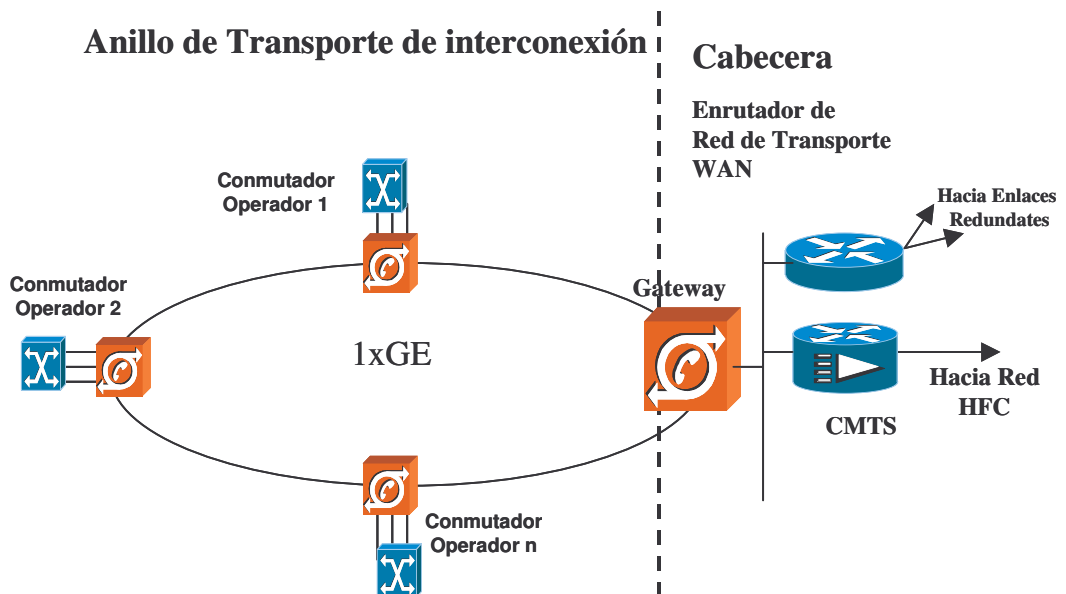 Anillo de Transporte de interconexión
Cabecera
Enrutador de
Red de Transporte
WAN
Conmutador
Operador 1
Hacia Enlaces
Redundates
Conmutador
Operador 2
Gateway
1xGE
Hacia Red
HFC
CMTS
Conmutador
Operador n